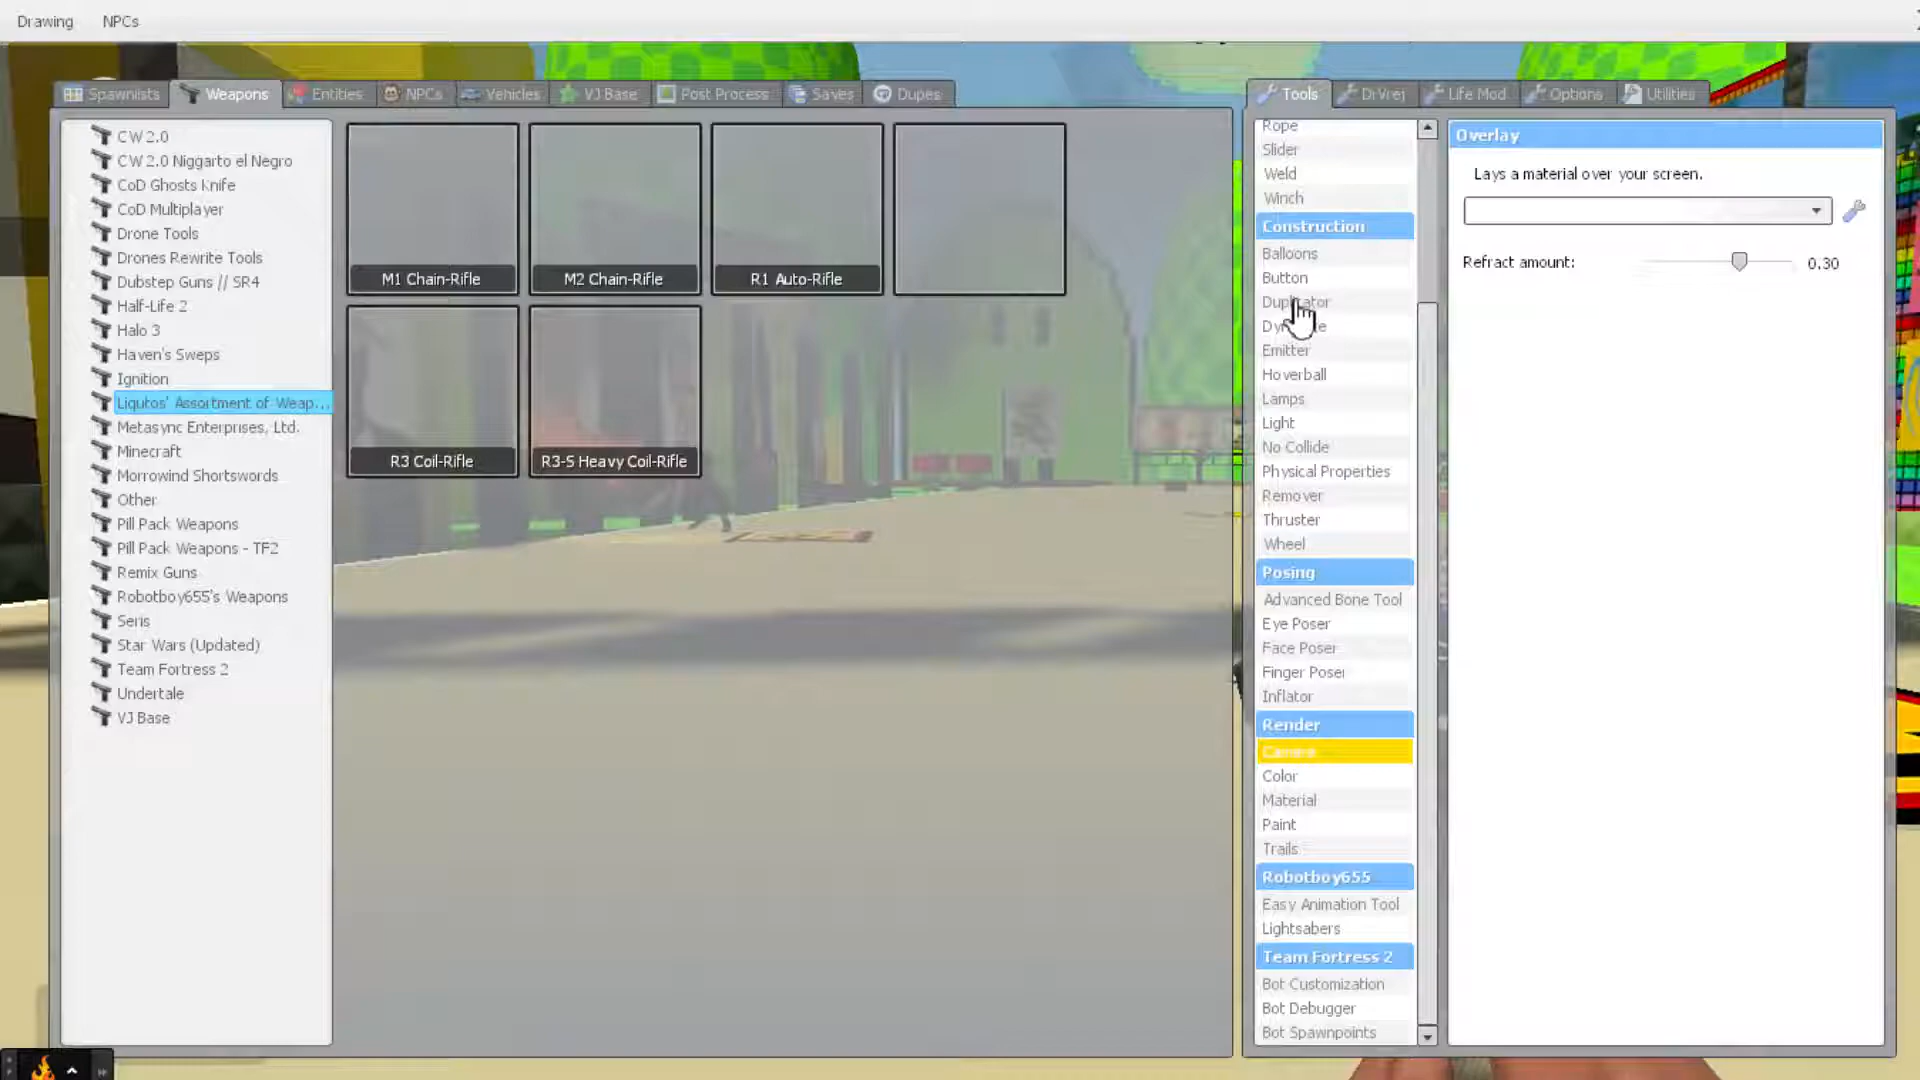 Drawing NPCs
Spawnlists Weapons Entities NPCs Vehicles VJ Base Post Process Saves Dupes
Tools DrVrej Life Mod Options Utilities
CW 2.0
CW 2.0 Niggarto el Negro
CoD Ghosts Knife
CoD Multiplayer
Drone Tools
Drones Rewrite Tools
Dubstep Guns // SR4
Half-Life 2
Halo 3
Haven's Sweps
Ignition
Liqufos' Assortment of Weap...
Metasync Enterprises, Ltd.
Minecraft
Morrowind Shortswords
Other
Pill Pack Weapons
Pill Pack Weapons - TF2
Remix Guns
Robotboy655's Weapons
Seris
Star Wars (Updated)
Team Fortress 2
Undertale
VJ Base
M1 Chain-Rifle
M2 Chain-Rifle
R1 Auto-Rifle
R3 Coil-Rifle
R3-S Heavy Coil-Rifle
Rope
Slider
Weld
Winch
Construction
Balloons
Button
Duplicator
Emitter
Hoverball
Lamps
Light
No Collide
Physical Properties
Remover
Thruster
Wheel
Posing
Advanced Bone Tool
Eye Poser
Face Poser
Finger Poser
Inflator
Render
Camera
Color
Material
Paint
Trails
Robotboy655
Easy Animation Tool
Lightsabers
Team Fortress 2
Bot Customization
Bot Debugger
Bot Spawnpoints
Overlay
Lays a material over your screen.
Refract amount: 0.30